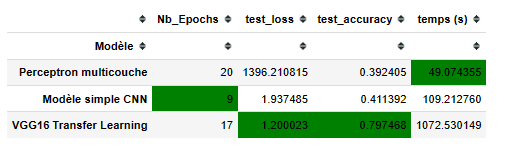 Nb_Epochs test_loss test_accuracy temps (s)
Modèle
Perceptron multicouche 20 1396.210815 0.392405 49.074355
Modèle simple CNN 9 1.937485 0.411392 109.212760
VGG16 Transfer Learning 17 1.200023 0.797468 1072.530149